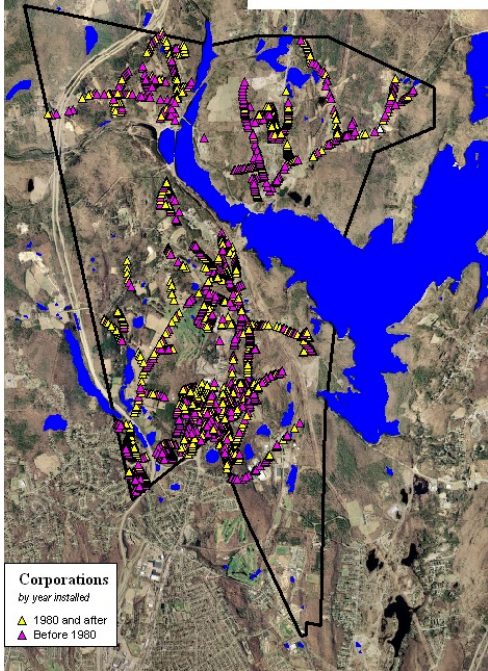 Corporations
by year installed
1980 and after
Before 1980